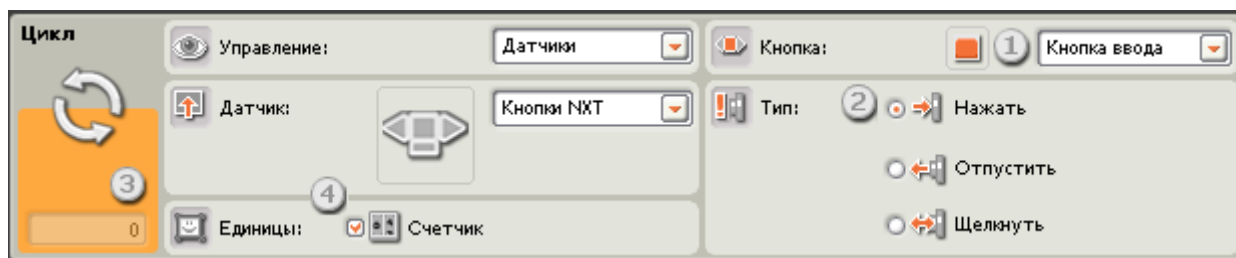 Цикл
3
0
Управление:
Датчики
Датчик:
Кнопки NXT
4
Единицы:
Счетчик
Кнопка:
1
Кнопка ввода
Тип:
2
Нажать
Отпустить
Щелкнуть